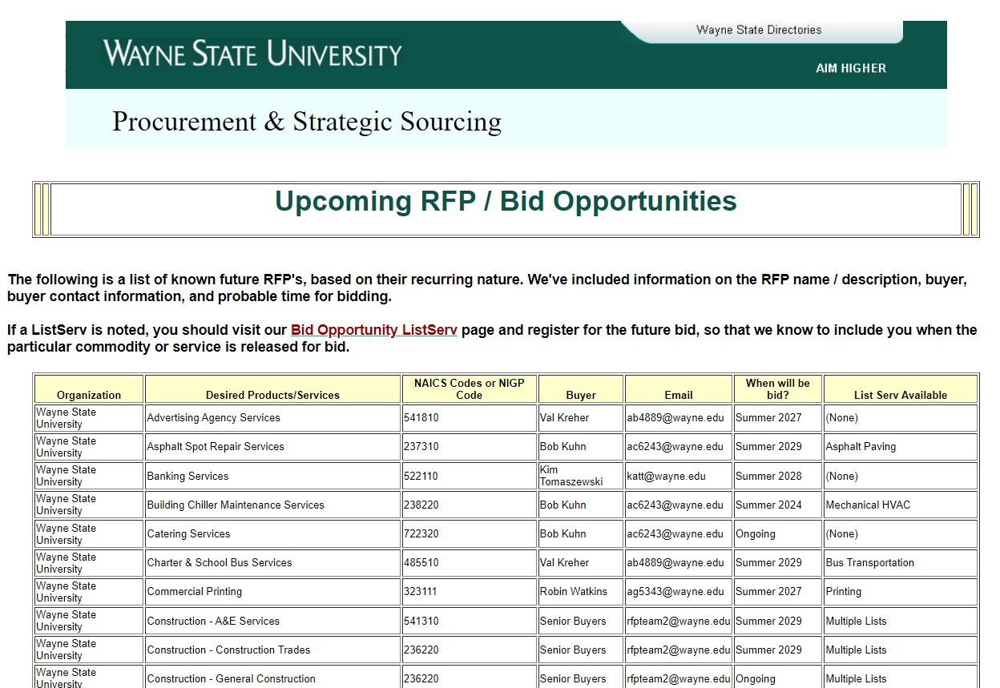 Wayne State Directories
WAYNE STATE UNIVERSITY
AIM HIGHER
Procurement & Strategic Sourcing
Upcoming RFP / Bid Opportunities
The following is a list of known future RFP's, based on their recurring nature. We've included information on the RFP name / description, buyer,
buyer contact information, and probable time for bidding.
If a ListServ is noted, you should visit our Bid Opportunity ListServ page and register for the future bid, so that we know to include you when the
particular commodity or service is released for bid.
Organization Desired Products/Services NAICS Codes or NIGP Code Buyer Email When will be bid? List Serv Available
Wayne State University Advertising Agency Services 541810 Val Kreher ab4889@wayne.edu Summer 2027 (None)
Wayne State University Asphalt Spot Repair Services 237310 Bob Kuhn ac6243@wayne.edu Summer 2029 Asphalt Paving
Wayne State University Banking Services 522110 Kim Tomaszewski katt@wayne.edu Summer 2028 (None)
Wayne State University Building Chiller Maintenance Services 238220 Bob Kuhn ac6243@wayne.edu Summer 2024 Mechanical HVAC
Wayne State University Catering Services 722320 Bob Kuhn ac6243@wayne.edu Ongoing (None)
Wayne State University Charter & School Bus Services 485510 Val Kreher ab4889@wayne.edu Summer 2029 Bus Transportation
Wayne State University Commercial Printing 323111 Robin Watkins ag5343@wayne.edu Summer 2027 Printing
Wayne State University Construction - A&E Services 541310 Senior Buyers rfpteam2@wayne.edu Summer 2029 Multiple Lists
Wayne State University Construction - Construction Trades 236220 Senior Buyers rfpteam2@wayne.edu Summer 2029 Multiple Lists
Wayne State University Construction - General Construction 236220 Senior Buyers rfpteam2@wayne.edu Ongoing Multiple Lists